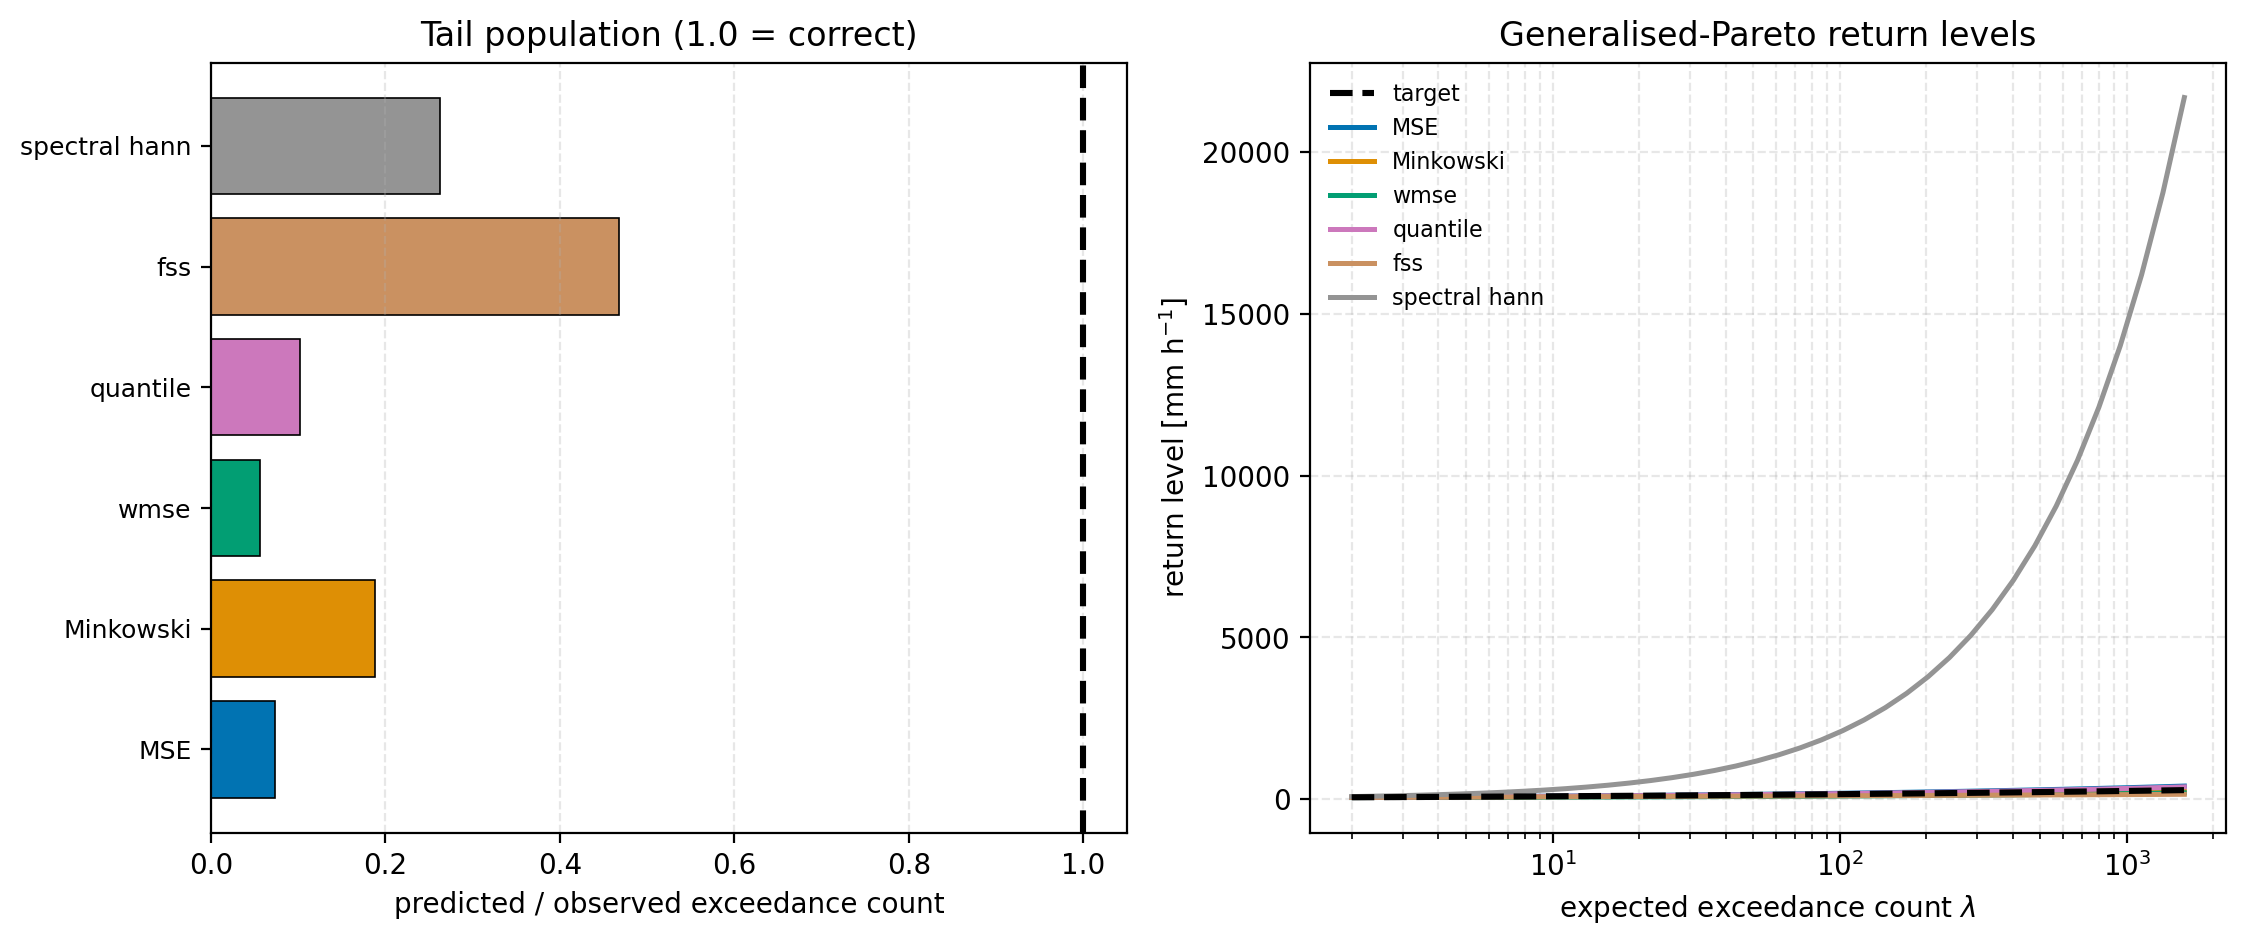 Tail population (1.0 = correct)
spectral hann
fss
quantile
wmse
Minkowski
MSE
0.0 0.2 0.4 0.6 0.8 1.0
predicted / observed exceedance count
Generalised-Pareto return levels
target
MSE
Minkowski
wmse
quantile
fss
spectral hann
return level [mm h⁻¹]
20000
15000
10000
5000
0
10¹ 10² 10³
expected exceedance count λ